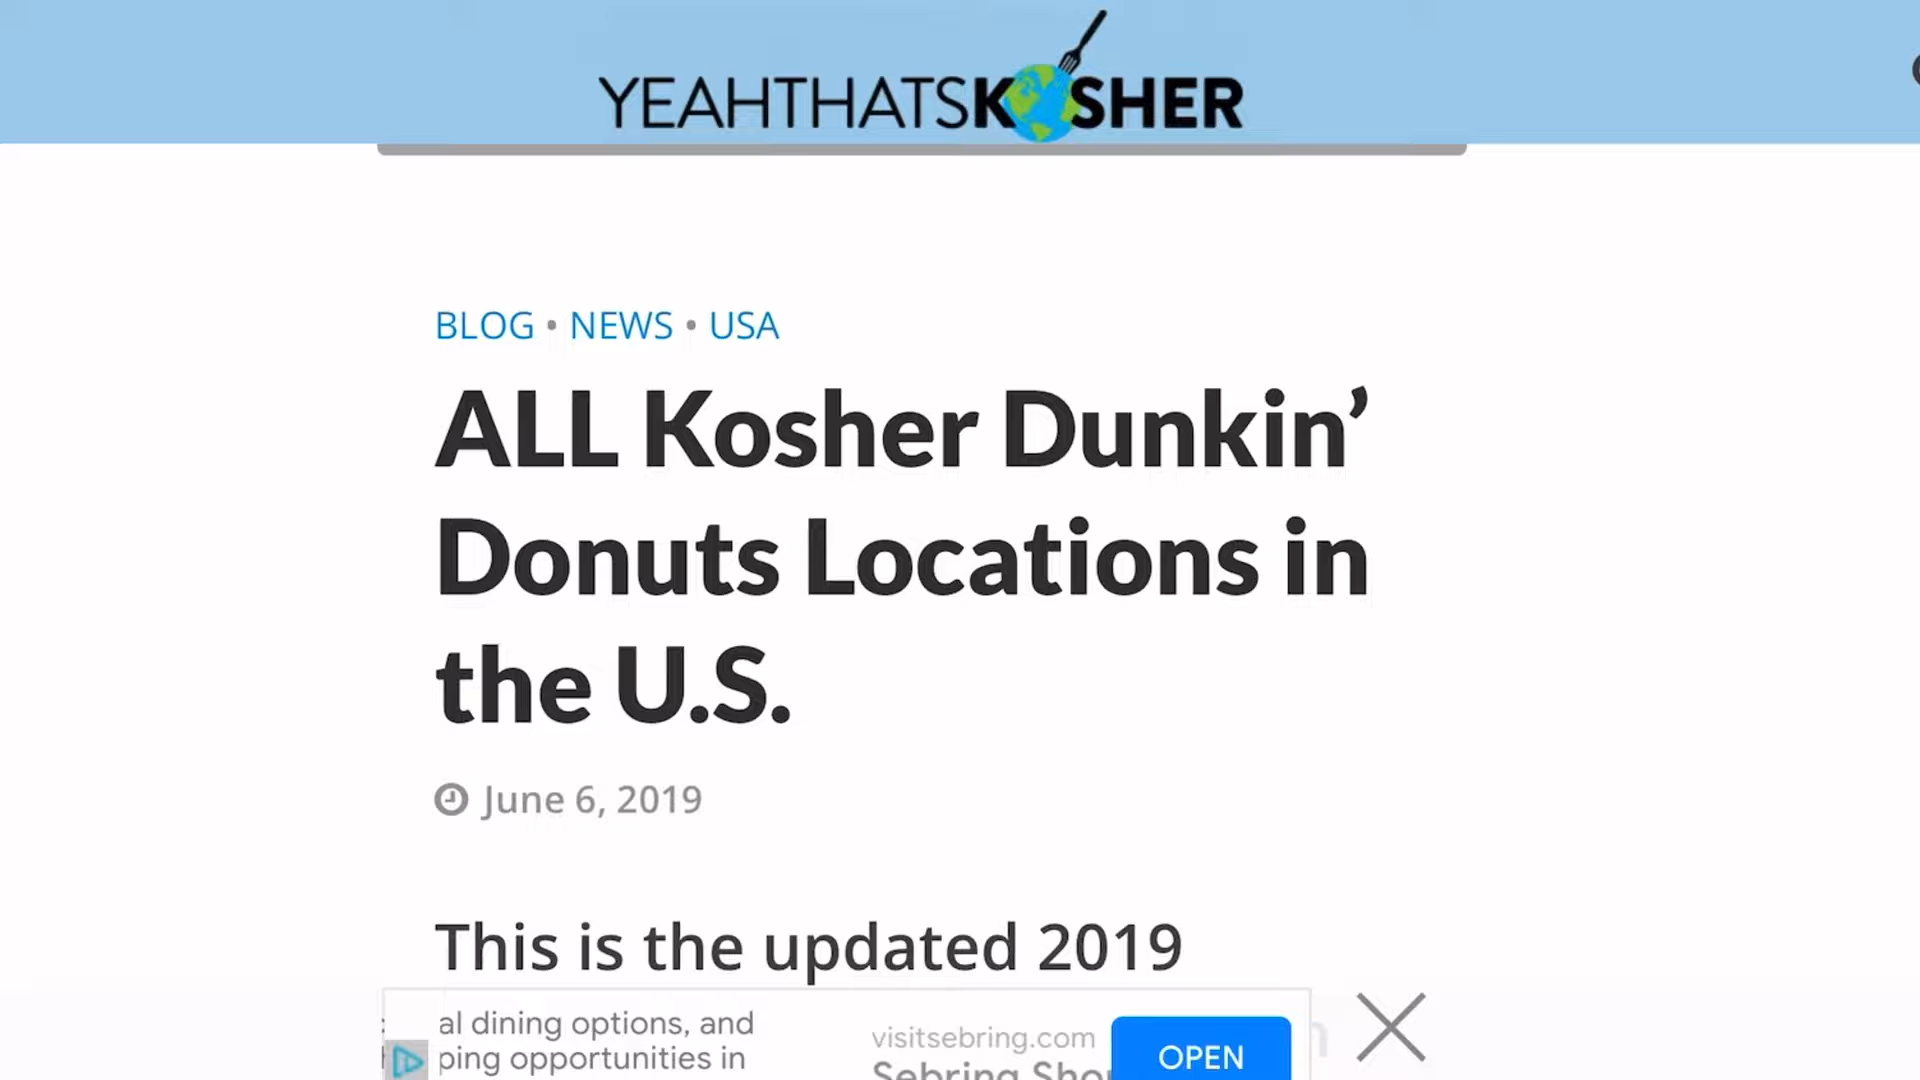 YEAHTHATSKOSHER
BLOG • NEWS • USA
ALL Kosher Dunkin’
Donuts Locations in
the U.S.
June 6, 2019
This is the updated 2019
al dining options, and
ping opportunities in
visitsebring.com
Sebring
OPEN